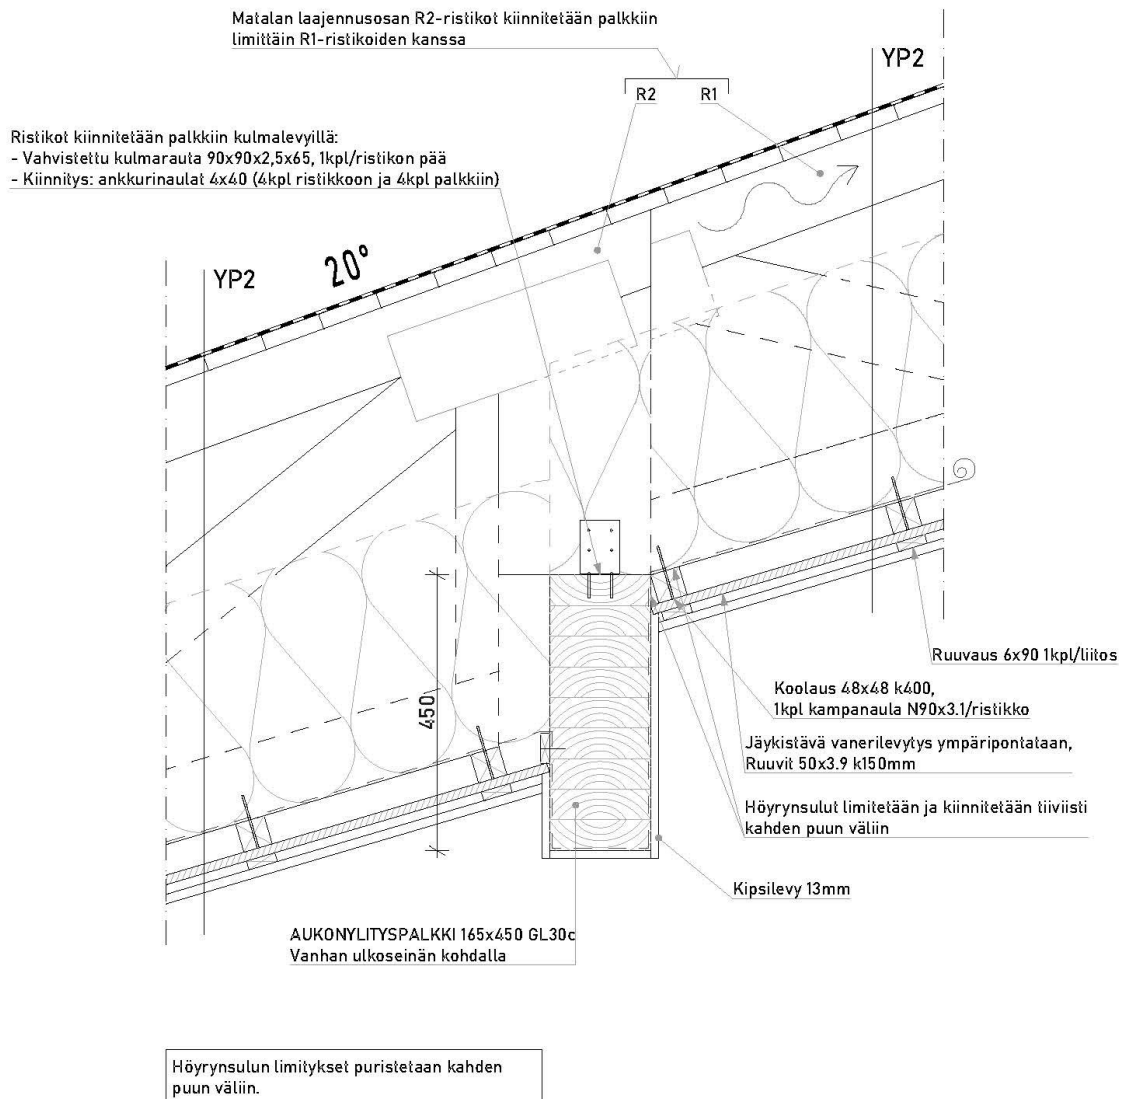 Matalan laajennusosan R2-ristikot kiinnitetään palkkiin
limittäin R1-ristikoiden kanssa
YP2
R2
R1
Ristikot kiinnitetään palkkiin kulmalevyillä:
- Vahvistettu kulmarauta 90x90x2,5x65, 1kpl/ristikon pää
- Kiinnitys: ankkurinaulat 4x40 (4kpl ristikkoon ja 4kpl palkkiin)
20°
YP2
450
Ruuvaus 6x90 1kpl/liitos
Koolaus 48x48 k400,
1kpl kampanaula N90x3.1/ristikko
Jäykistävä vanerilevytys ympäripontataan,
Ruuvit 50x3.9 k150mm
Höyrynsulut limitetään ja kiinnitetään tiiviisti
kahden puun väliin
Kipsilevy 13mm
AUKONYLITYSPALKKI 165x450 GL30c
Vanhan ulkoseinän kohdalla
Höyrynsulun limitykset puristetaan kahden
puun väliin.